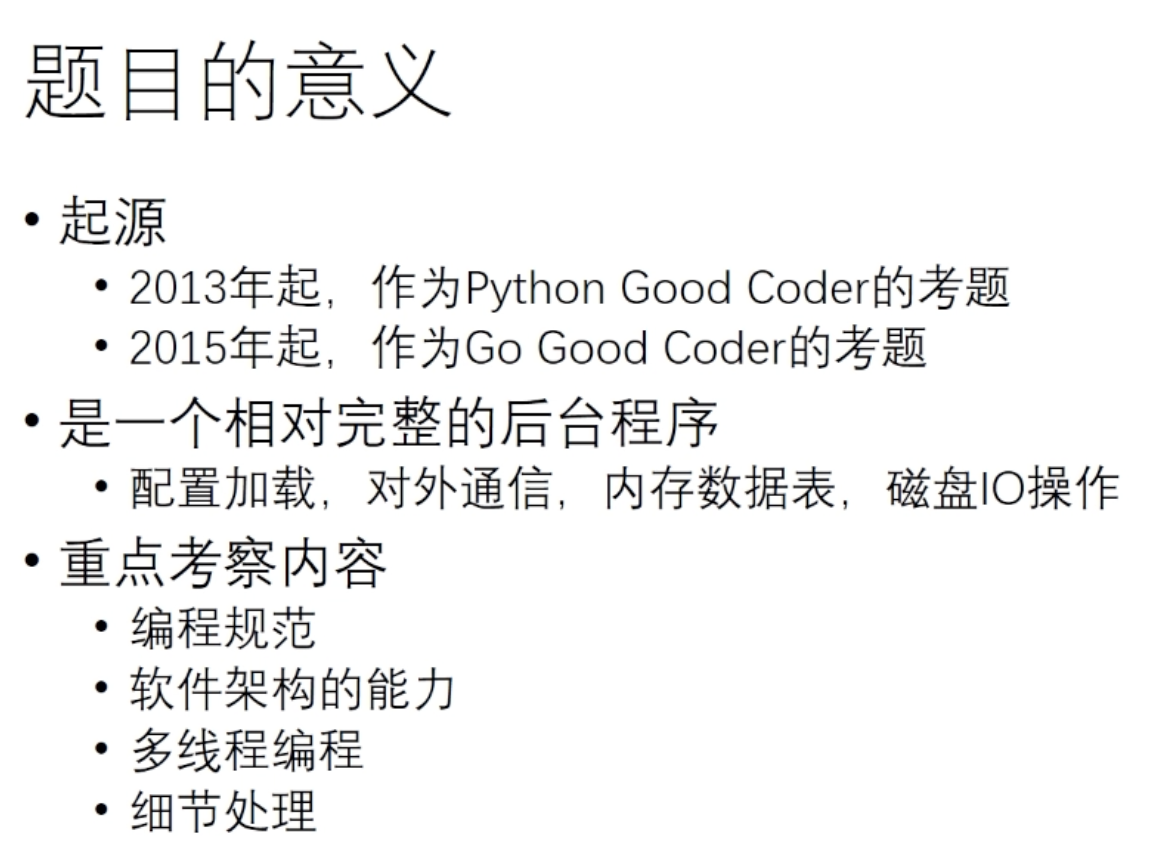 题目的意义
• 起源
• 2013年起，作为Python Good Coder的考题
• 2015年起，作为Go Good Coder的考题
• 是一个相对完整的后台程序
• 配置加载，对外通信，内存数据表，磁盘IO操作
• 重点考察内容
• 编程规范
• 软件架构的能力
• 多线程编程
• 细节处理